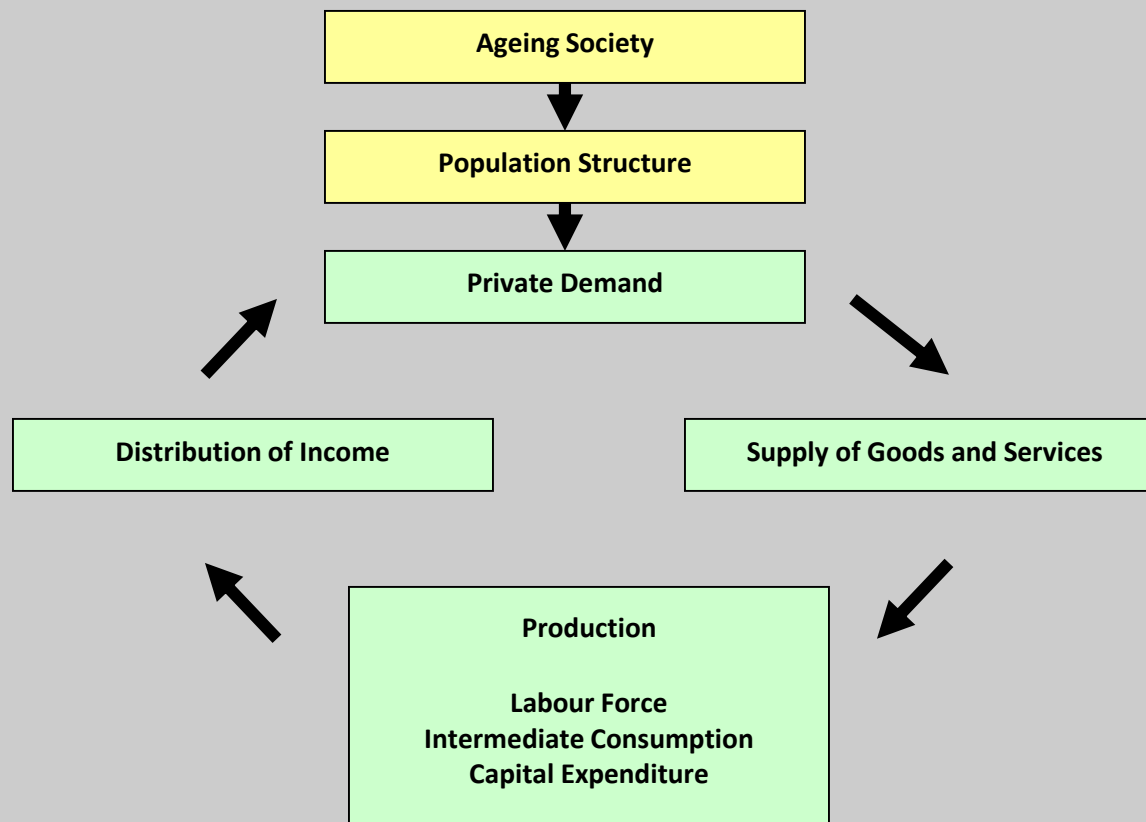 Ageing Society
Population Structure
Private Demand
Distribution of Income
Supply of Goods and Services
Production
Labour Force
Intermediate Consumption
Capital Expenditure